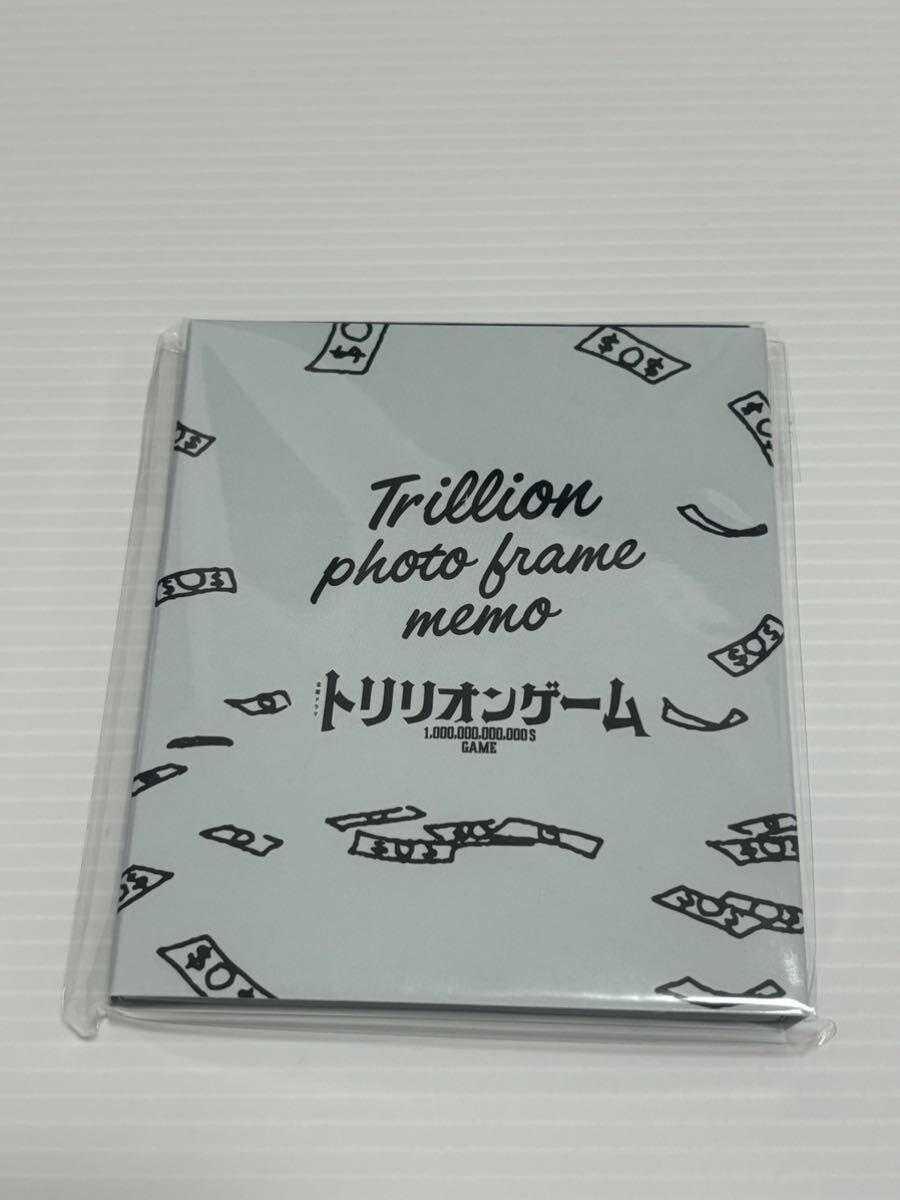 Trillion
photo frame
memo
金曜ドラマ
トリリオンゲーム
1,000,000,000,000$
GAME